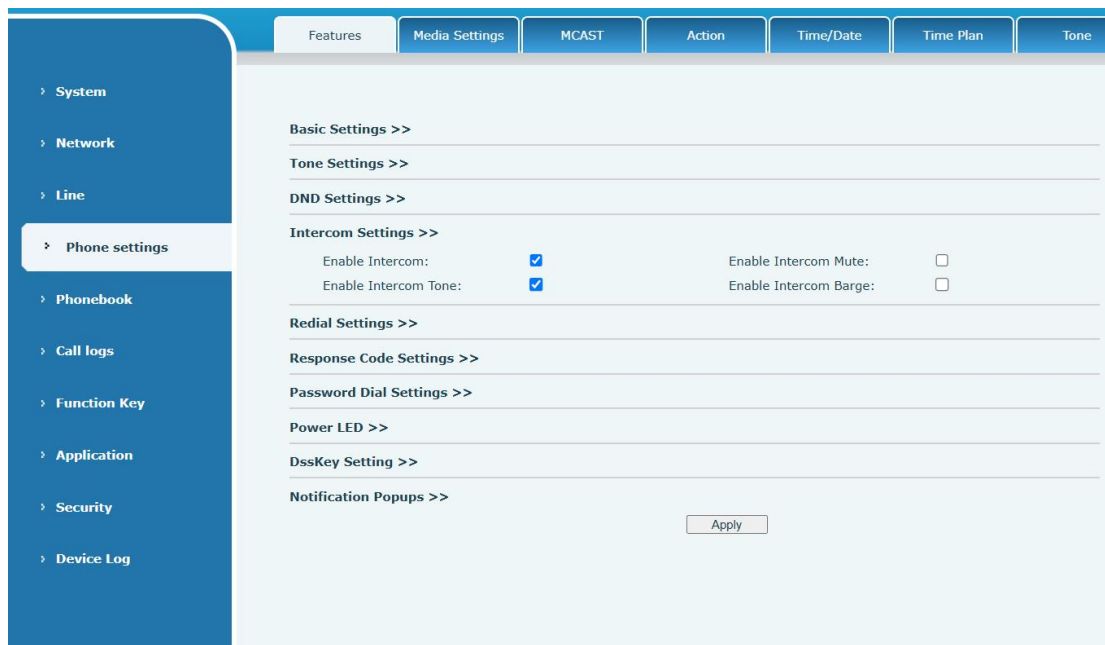 Features Media Settings MCAST Action Time/Date Time Plan Tone
System
Network
Line
Phone settings
Phonebook
Call logs
Function Key
Application
Security
Device Log
Basic Settings >>
Tone Settings >>
DND Settings >>
Intercom Settings >>
Enable Intercom: Enable Intercom Mute:
Enable Intercom Tone: Enable Intercom Barge:
Redial Settings >>
Response Code Settings >>
Password Dial Settings >>
Power LED >>
DssKey Setting >>
Notification Popups >>
Apply